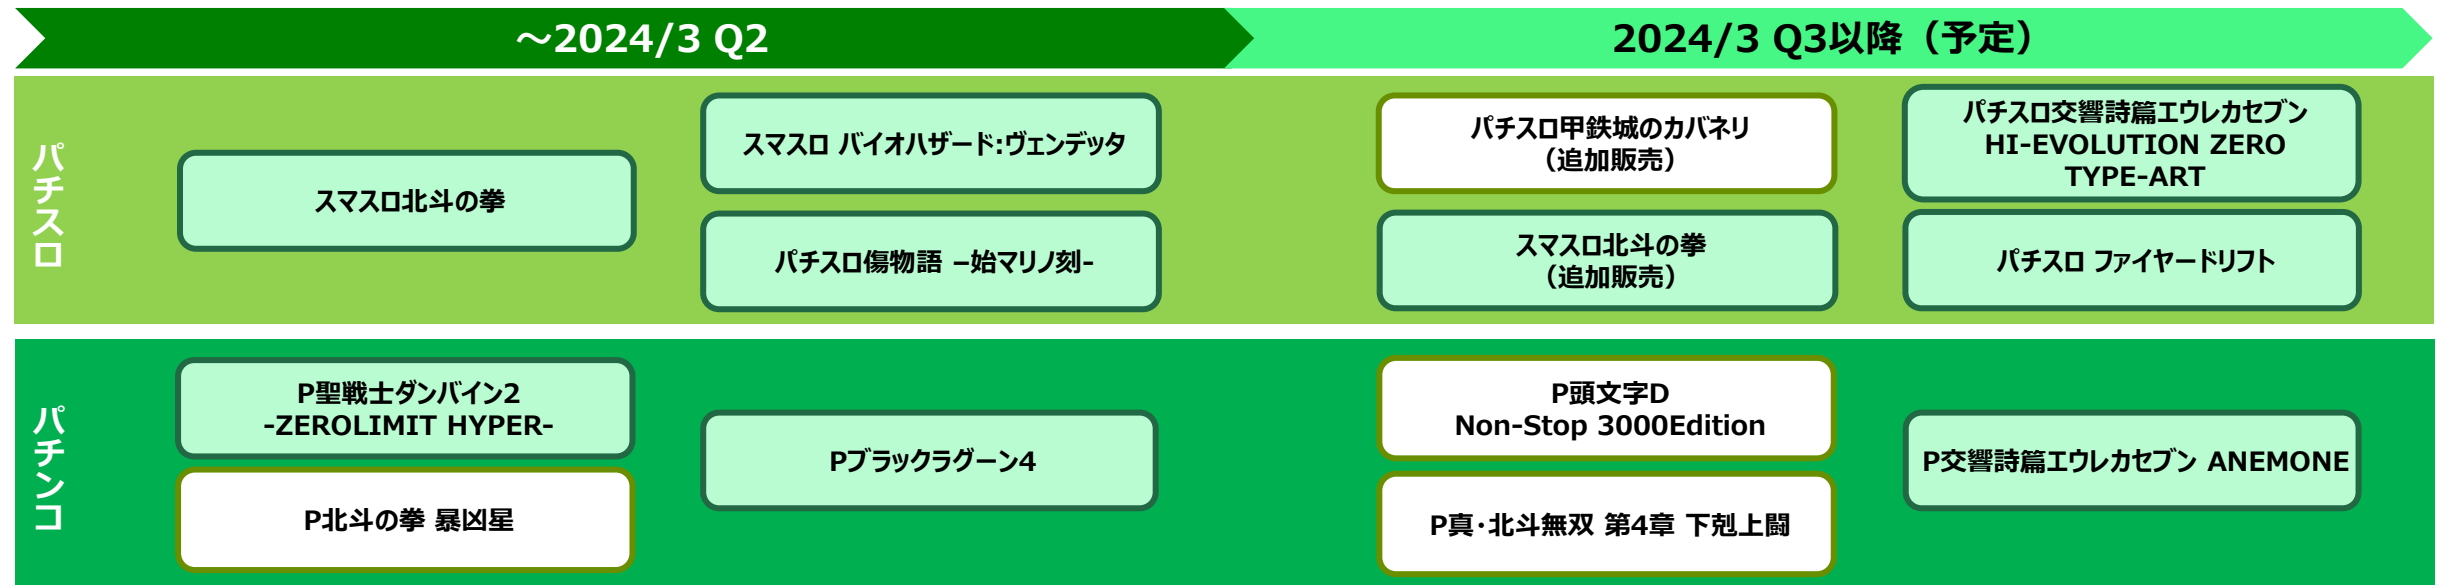 ～2024/3 Q2
2024/3 Q3以降（予定）
パチスロ
スマスロ北斗の拳
スマスロ バイオハザード:ヴェンデッタ
パチスロ傷物語 –始マリノ刻-
パチスロ甲鉄城のカバネリ
（追加販売）
スマスロ北斗の拳
（追加販売）
パチスロ交響詩篇エウレカセブン
HI-EVOLUTION ZERO
TYPE-ART
パチスロ ファイヤードリフト
パチンコ
P聖戦士ダンバイン2
-ZEROLIMIT HYPER-
P北斗の拳 暴凶星
Pブラックラグーン4
P頭文字D
Non-Stop 3000Edition
P真・北斗無双 第4章 下剋上闘
P交響詩篇エウレカセブン ANEMONE